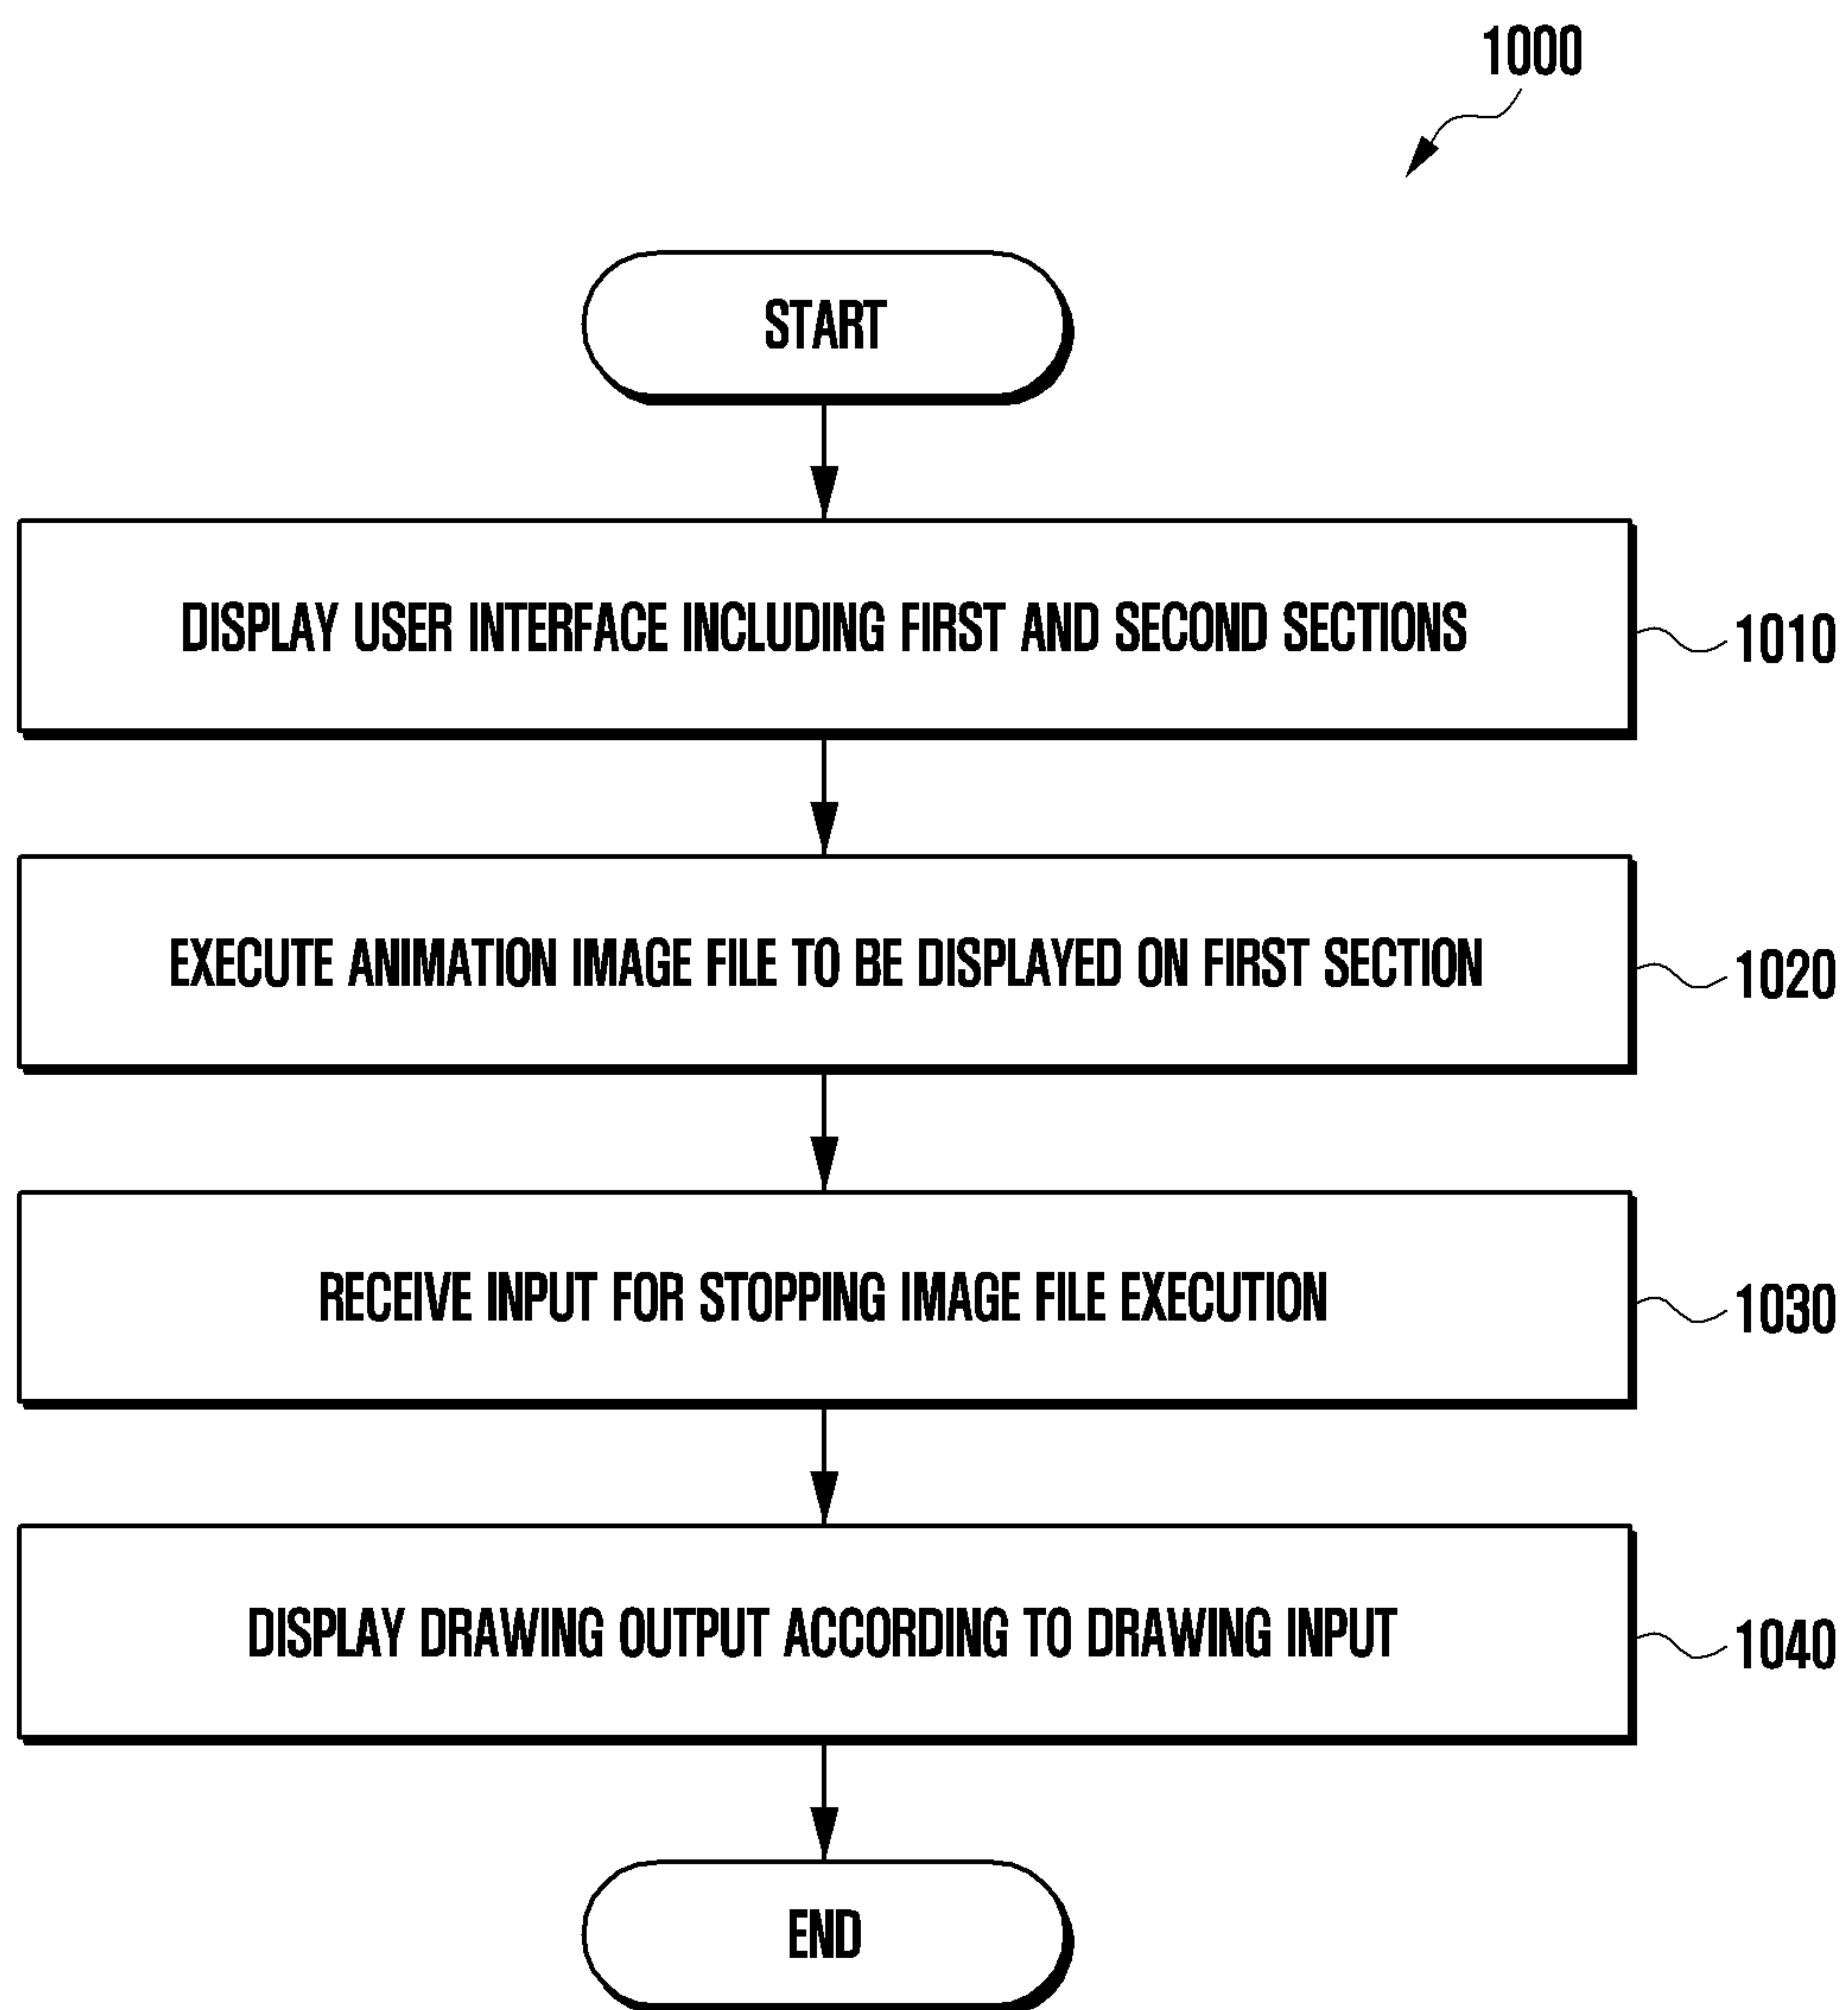 1000
START
DISPLAY USER INTERFACE INCLUDING FIRST AND SECOND SECTIONS
1010
EXECUTE ANIMATION IMAGE FILE TO BE DISPLAYED ON FIRST SECTION
1020
RECEIVE INPUT FOR STOPPING IMAGE FILE EXECUTION
1030
DISPLAY DRAWING OUTPUT ACCORDING TO DRAWING INPUT
1040
END